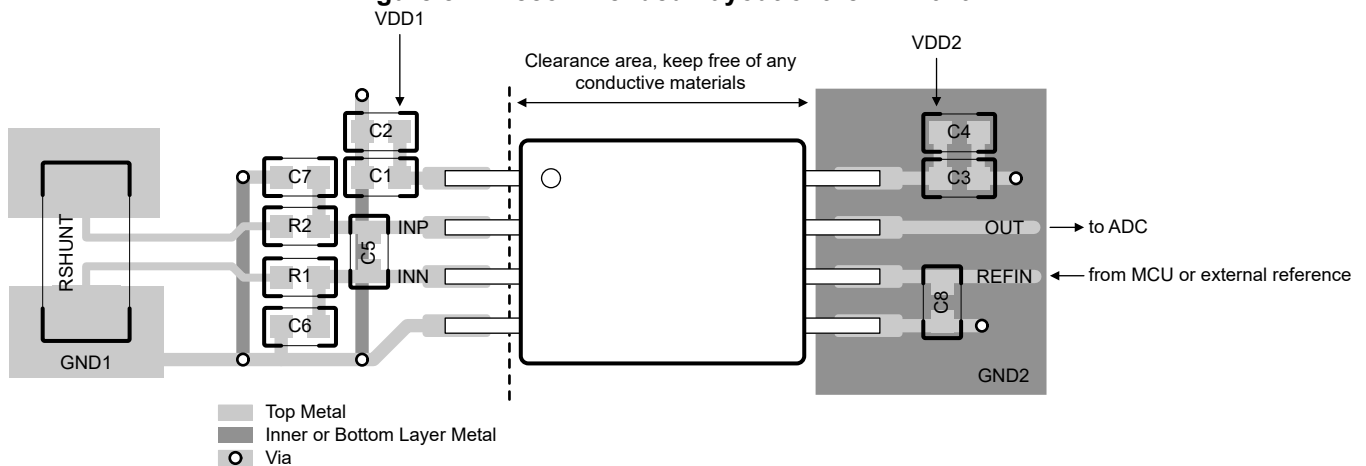 VDD1
VDD2
Clearance area, keep free of any
conductive materials
C2
C4
C7
C1
C3
RSHUNT
R2
INP
OUT
to ADC
C5
R1
INN
REFIN
from MCU or external reference
C8
C6
GND1
GND2
Top Metal
Inner or Bottom Layer Metal
Via